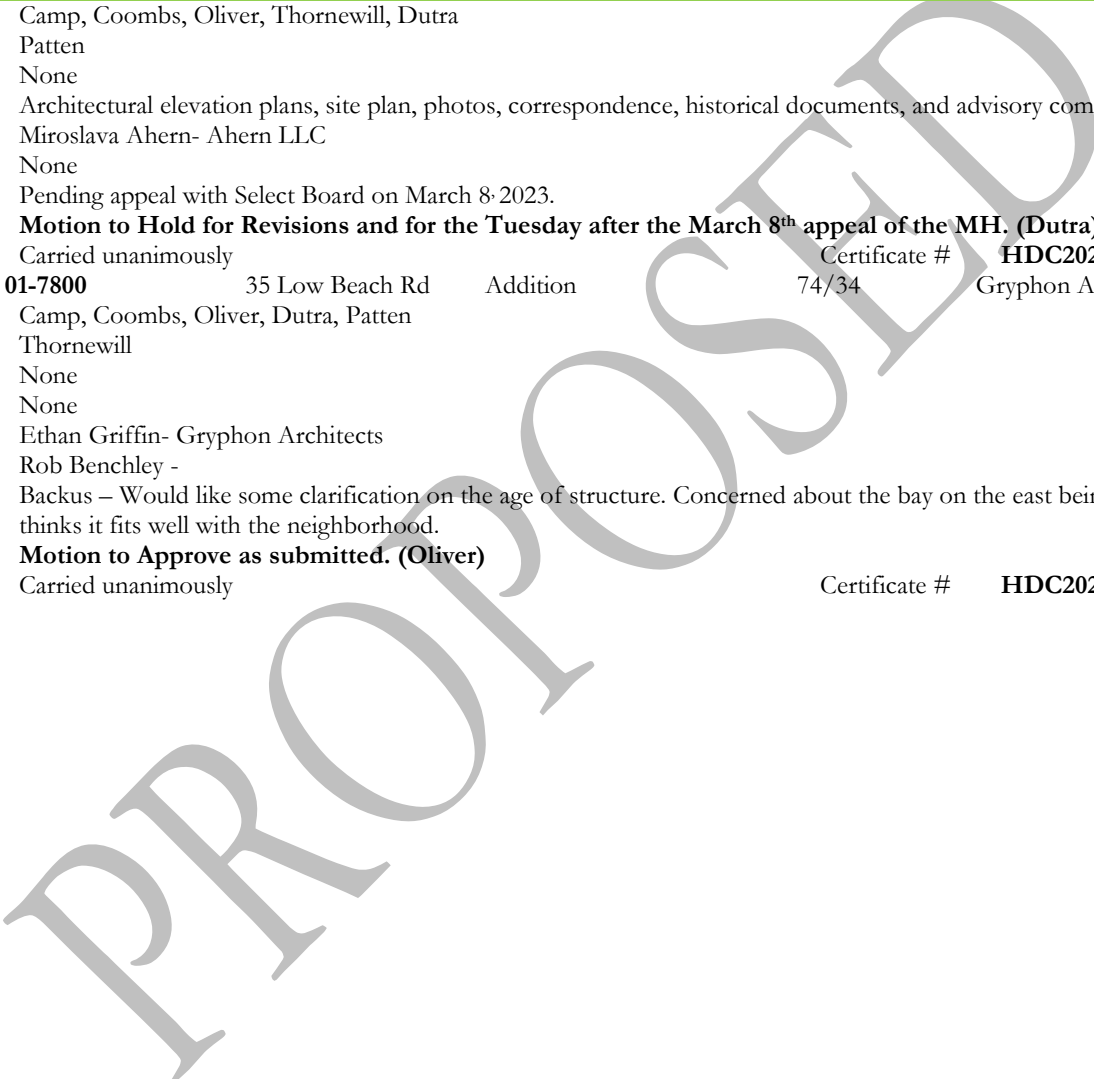 Camp, Coombs, Oliver, Thornewill, Dutra
Patten
None
Architectural elevation plans, site plan, photos, correspondence, historical documents, and advisory com
Miroslava Ahern- Ahern LLC
None
Pending appeal with Select Board on March 8, 2023.
Motion to Hold for Revisions and for the Tuesday after the March 8th appeal of the MH. (Dutra)
Carried unanimously Certificate # HDC202
01-7800 35 Low Beach Rd Addition 74/34 Gryphon A
Camp, Coombs, Oliver, Dutra, Patten
Thornewill
None
None
Ethan Griffin- Gryphon Architects
Rob Benchley -
Backus – Would like some clarification on the age of structure. Concerned about the bay on the east bein
thinks it fits well with the neighborhood.
Motion to Approve as submitted. (Oliver)
Carried unanimously Certificate # HDC202
PROPOSED